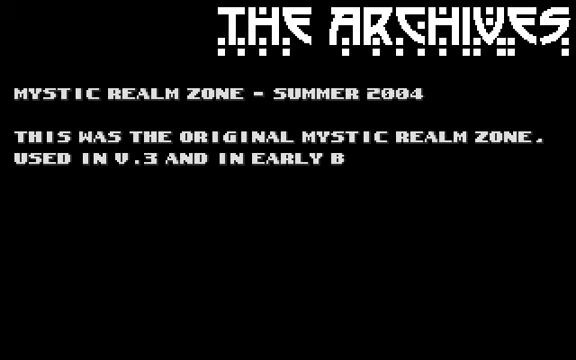 THE ARCHIVES
MYSTIC REALM ZONE - SUMMER 2004
THIS WAS THE ORIGINAL MYSTIC REALM ZONE.
USED IN V.3 AND IN EARLY B